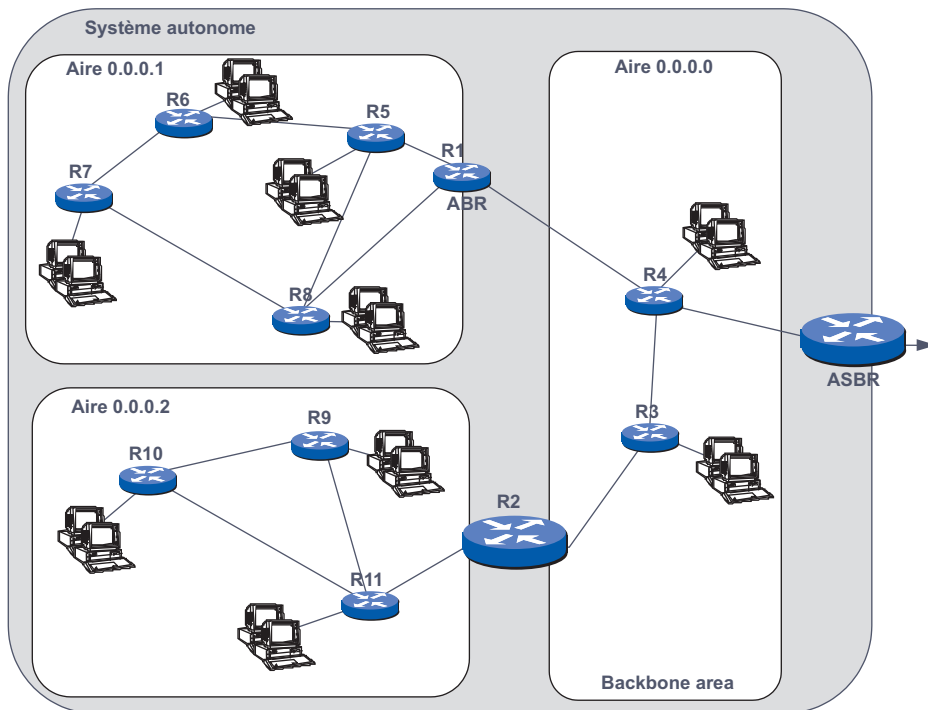 Système autonome
Aire 0.0.0.1
Aire 0.0.0.0
R6
R5
R1
R7
ABR
R4
R8
ASBR
Aire 0.0.0.2
R9
R3
R10
R2
R11
Backbone area